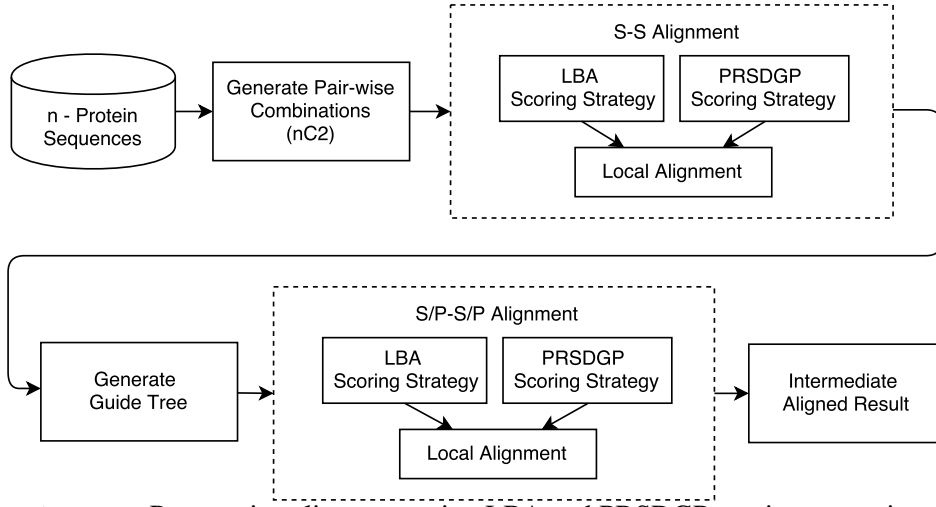 n - Protein
Sequences
Generate Pair-wise
Combinations
(nC2)
S-S Alignment
LBA
Scoring Strategy
PRSDGP
Scoring Strategy
Local Alignment
Generate
Guide Tree
S/P-S/P Alignment
LBA
Scoring Strategy
PRSDGP
Scoring Strategy
Local Alignment
Intermediate
Aligned Result